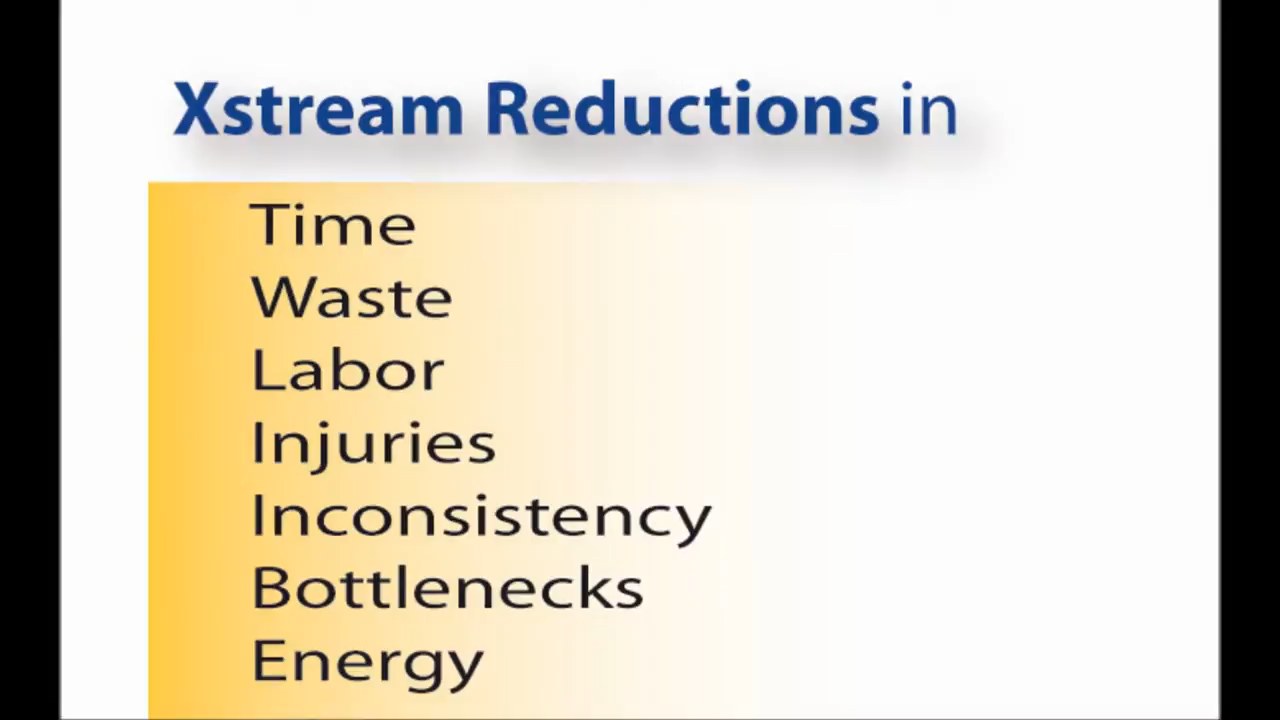 Xstream Reductions in
Time
Waste
Labor
Injuries
Inconsistency
Bottlenecks
Energy